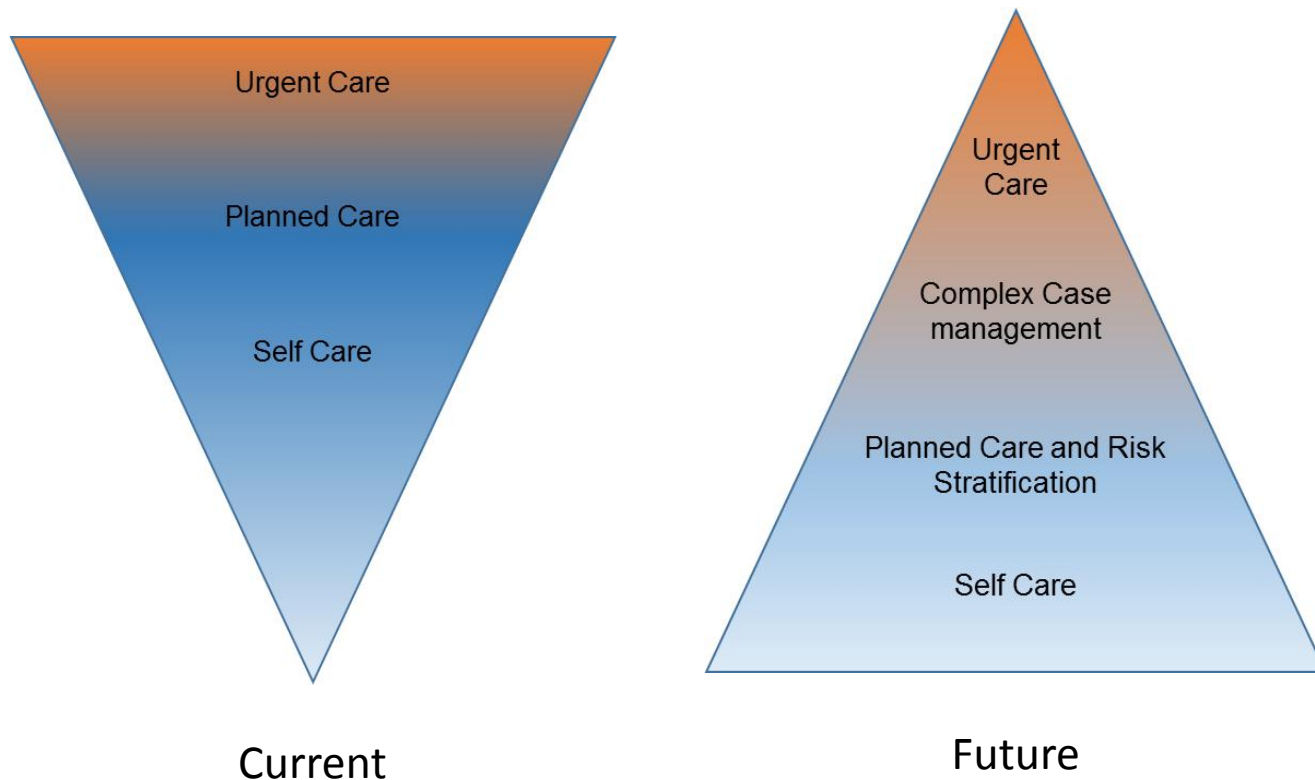 Urgent Care
Planned Care
Self Care
Current
Urgent
Care
Complex Case
management
Planned Care and Risk
Stratification
Self Care
Future